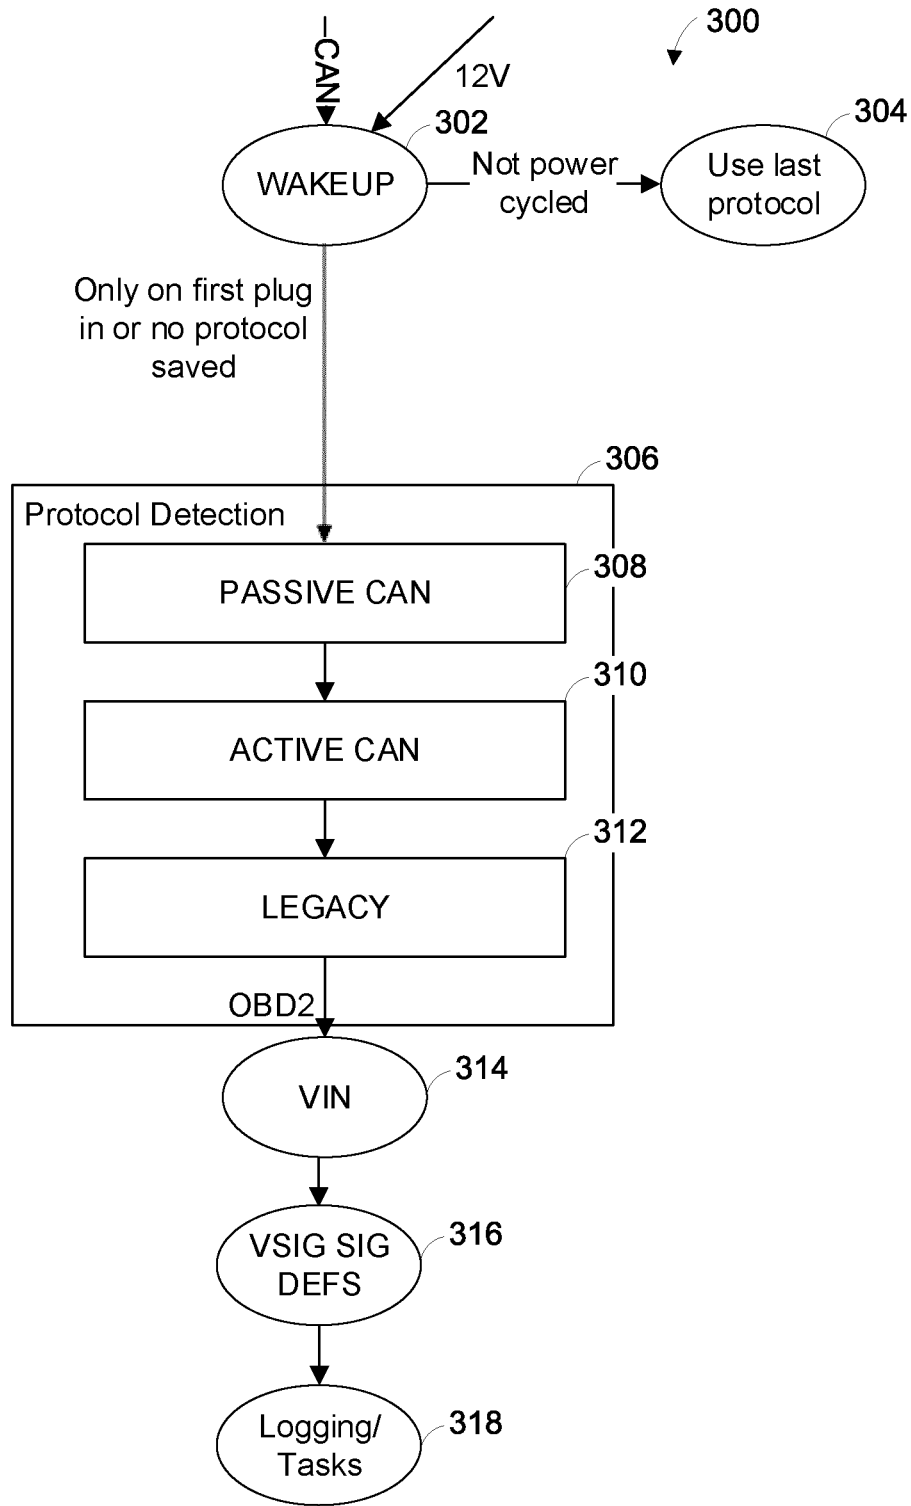 300
CAN
12V
302
304
WAKEUP
Not power
cycled
Use last
protocol
Only on first plug
in or no protocol
saved
306
Protocol Detection
308
PASSIVE CAN
310
ACTIVE CAN
312
LEGACY
OBD2
314
VIN
316
VSIG SIG
DEFS
318
Logging/
Tasks